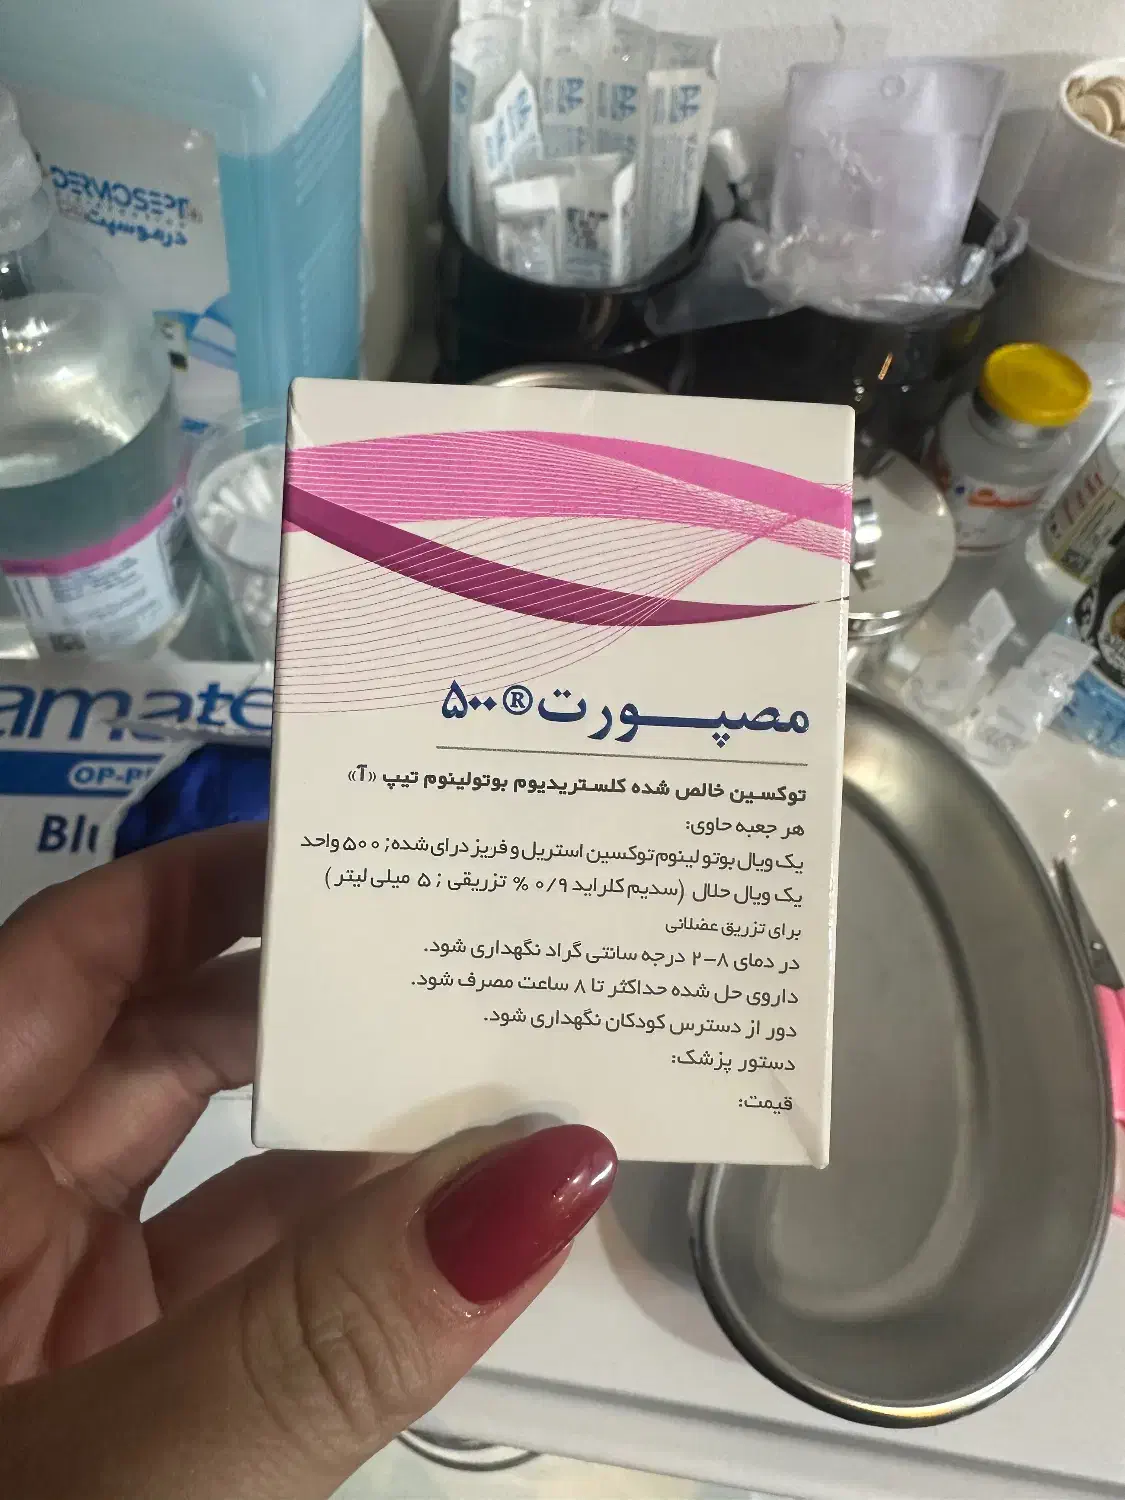 DERMOSEPT
درموسپت
amate
OP-P
Blu
مصپورت®۵۰۰
توکسین خالص شده کلستریدیوم بوتولینوم تیپ «آ»
هر جعبه حاوی:
یک ویال بوتولینوم توکسین استریل و فریز درای شده; ۵۰۰ واحد
یک ویال حلال (سدیم کلراید ۰/۹ % تزریقی ; ۵ میلی لیتر)
برای تزریق عضلانی
در دمای ۸-۲ درجه سانتی گراد نگهداری شود.
داروی حل شده حداکثر تا ۸ ساعت مصرف شود.
دور از دسترس کودکان نگهداری شود.
دستور پزشک:
قیمت: